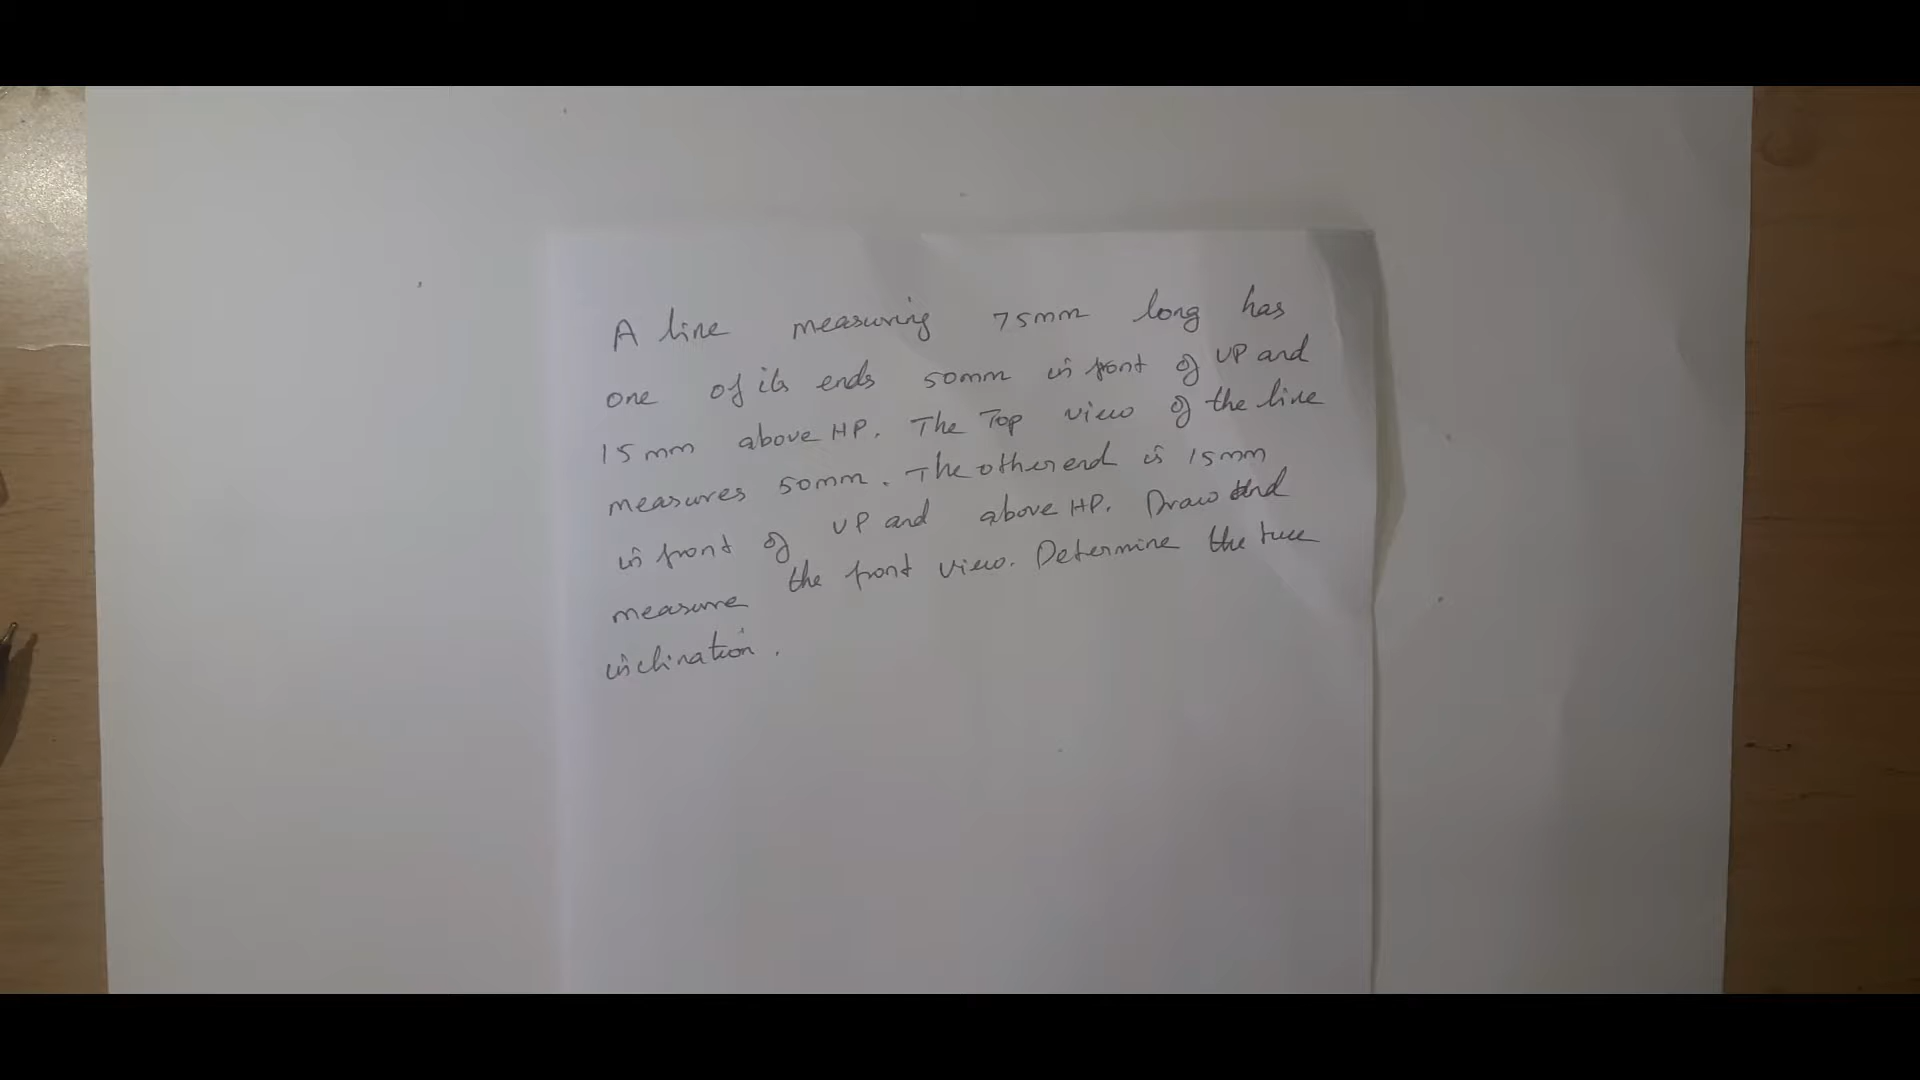 A line measuring 75mm long has
one of its ends 50mm in front of VP and
15mm above HP. The Top view of the line
measures 50mm. The other end is 15mm
in front of VP and above HP. Draw and
measure the front view. Determine the true
inclination.